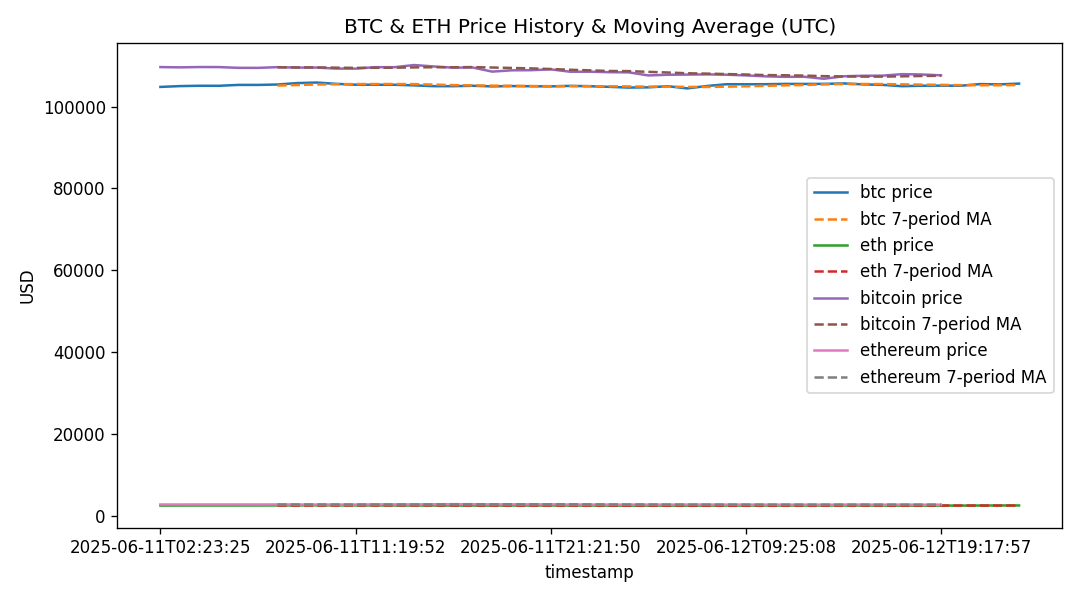 BTC & ETH Price History & Moving Average (UTC)
USD
100000
80000
60000
40000
20000
0
btc price
btc 7-period MA
eth price
eth 7-period MA
bitcoin price
bitcoin 7-period MA
ethereum price
ethereum 7-period MA
2025-06-11T02:23:25 2025-06-11T11:19:52 2025-06-11T21:21:50 2025-06-12T09:25:08 2025-06-12T19:17:57
timestamp